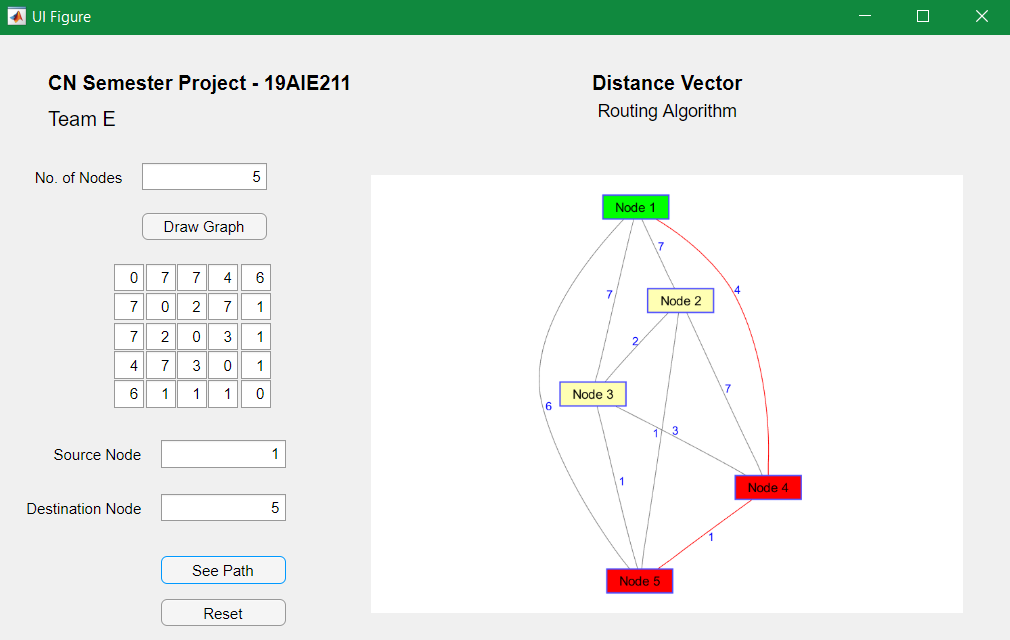 UI Figure
CN Semester Project - 19AIE211
Team E
Distance Vector
Routing Algorithm
No. of Nodes 5
Draw Graph
0 7 7 4 6
7 0 2 7 1
7 2 0 3 1
4 7 3 0 1
6 1 1 1 0
Source Node 1
Destination Node 5
See Path
Reset
Node 1
7
Node 2
7
4
2
7
Node 3
6
1
3
1
Node 4
1
Node 5